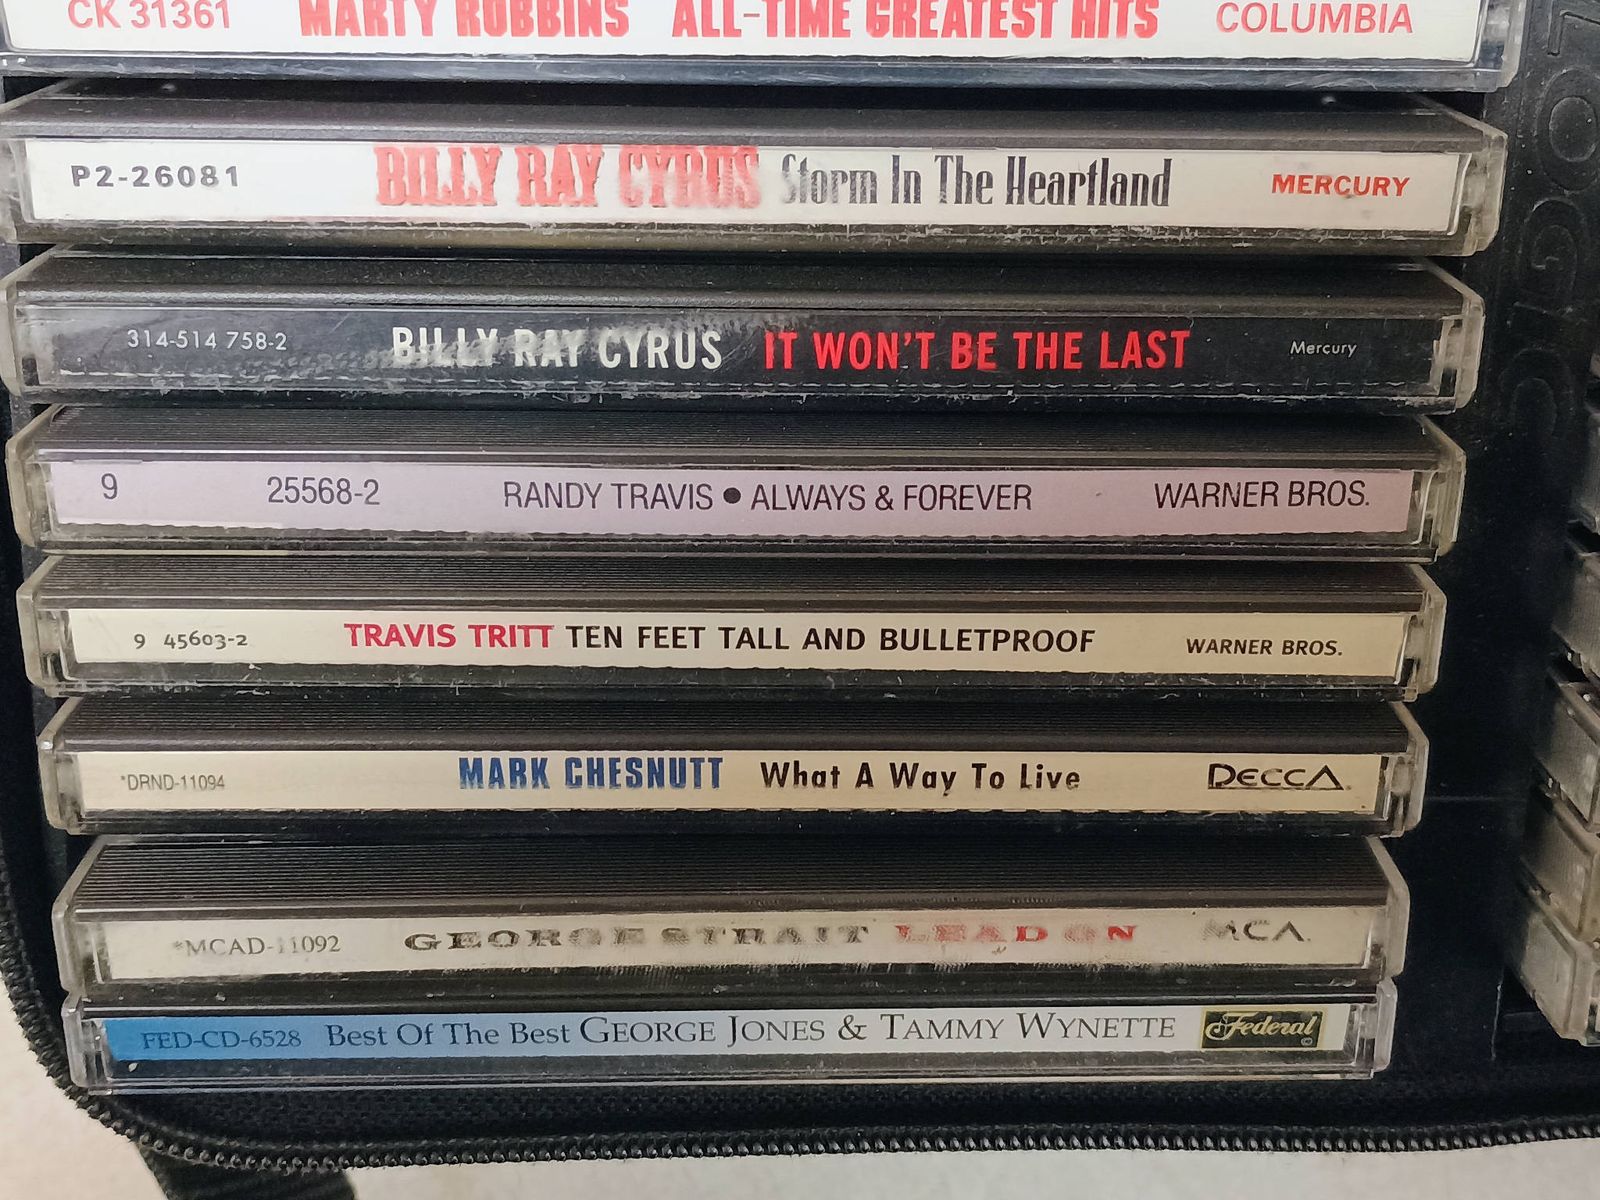 CK 31361 MARTY ROBBINS ALL-TIME GREATEST HITS COLUMBIA
P2-26081 BILLY RAY CYRUS Storm In The Heartland MERCURY
314-514 758-2 BILLY RAY CYRUS IT WON'T BE THE LAST Mercury
9 25568-2 RANDY TRAVIS • ALWAYS & FOREVER WARNER BROS.
9 45603-2 TRAVIS TRITT TEN FEET TALL AND BULLETPROOF WARNER BROS.
*DRND-11094 MARK CHESNUTT What A Way To Live DECCA.
*MCAD-11092 GEORGE STRAIT LEAD ON MCA.
FED-CD-6528 Best Of The Best GEORGE JONES & TAMMY WYNETTE Federal ©